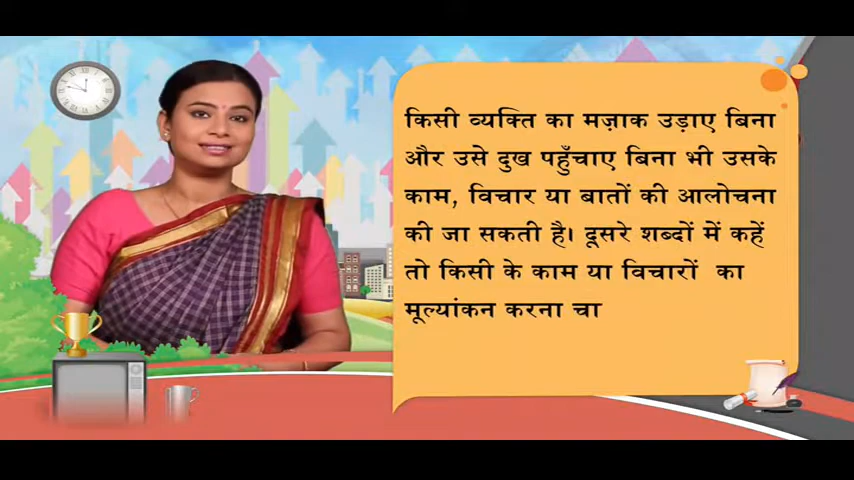 किसी व्यक्ति का मज़ाक उड़ाए बिना
और उसे दुख पहुँचाए बिना भी उसके
काम, विचार या बातों की आलोचना
की जा सकती है। दूसरे शब्दों में कहें
तो किसी के काम या विचारों का
मूल्यांकन करना चा